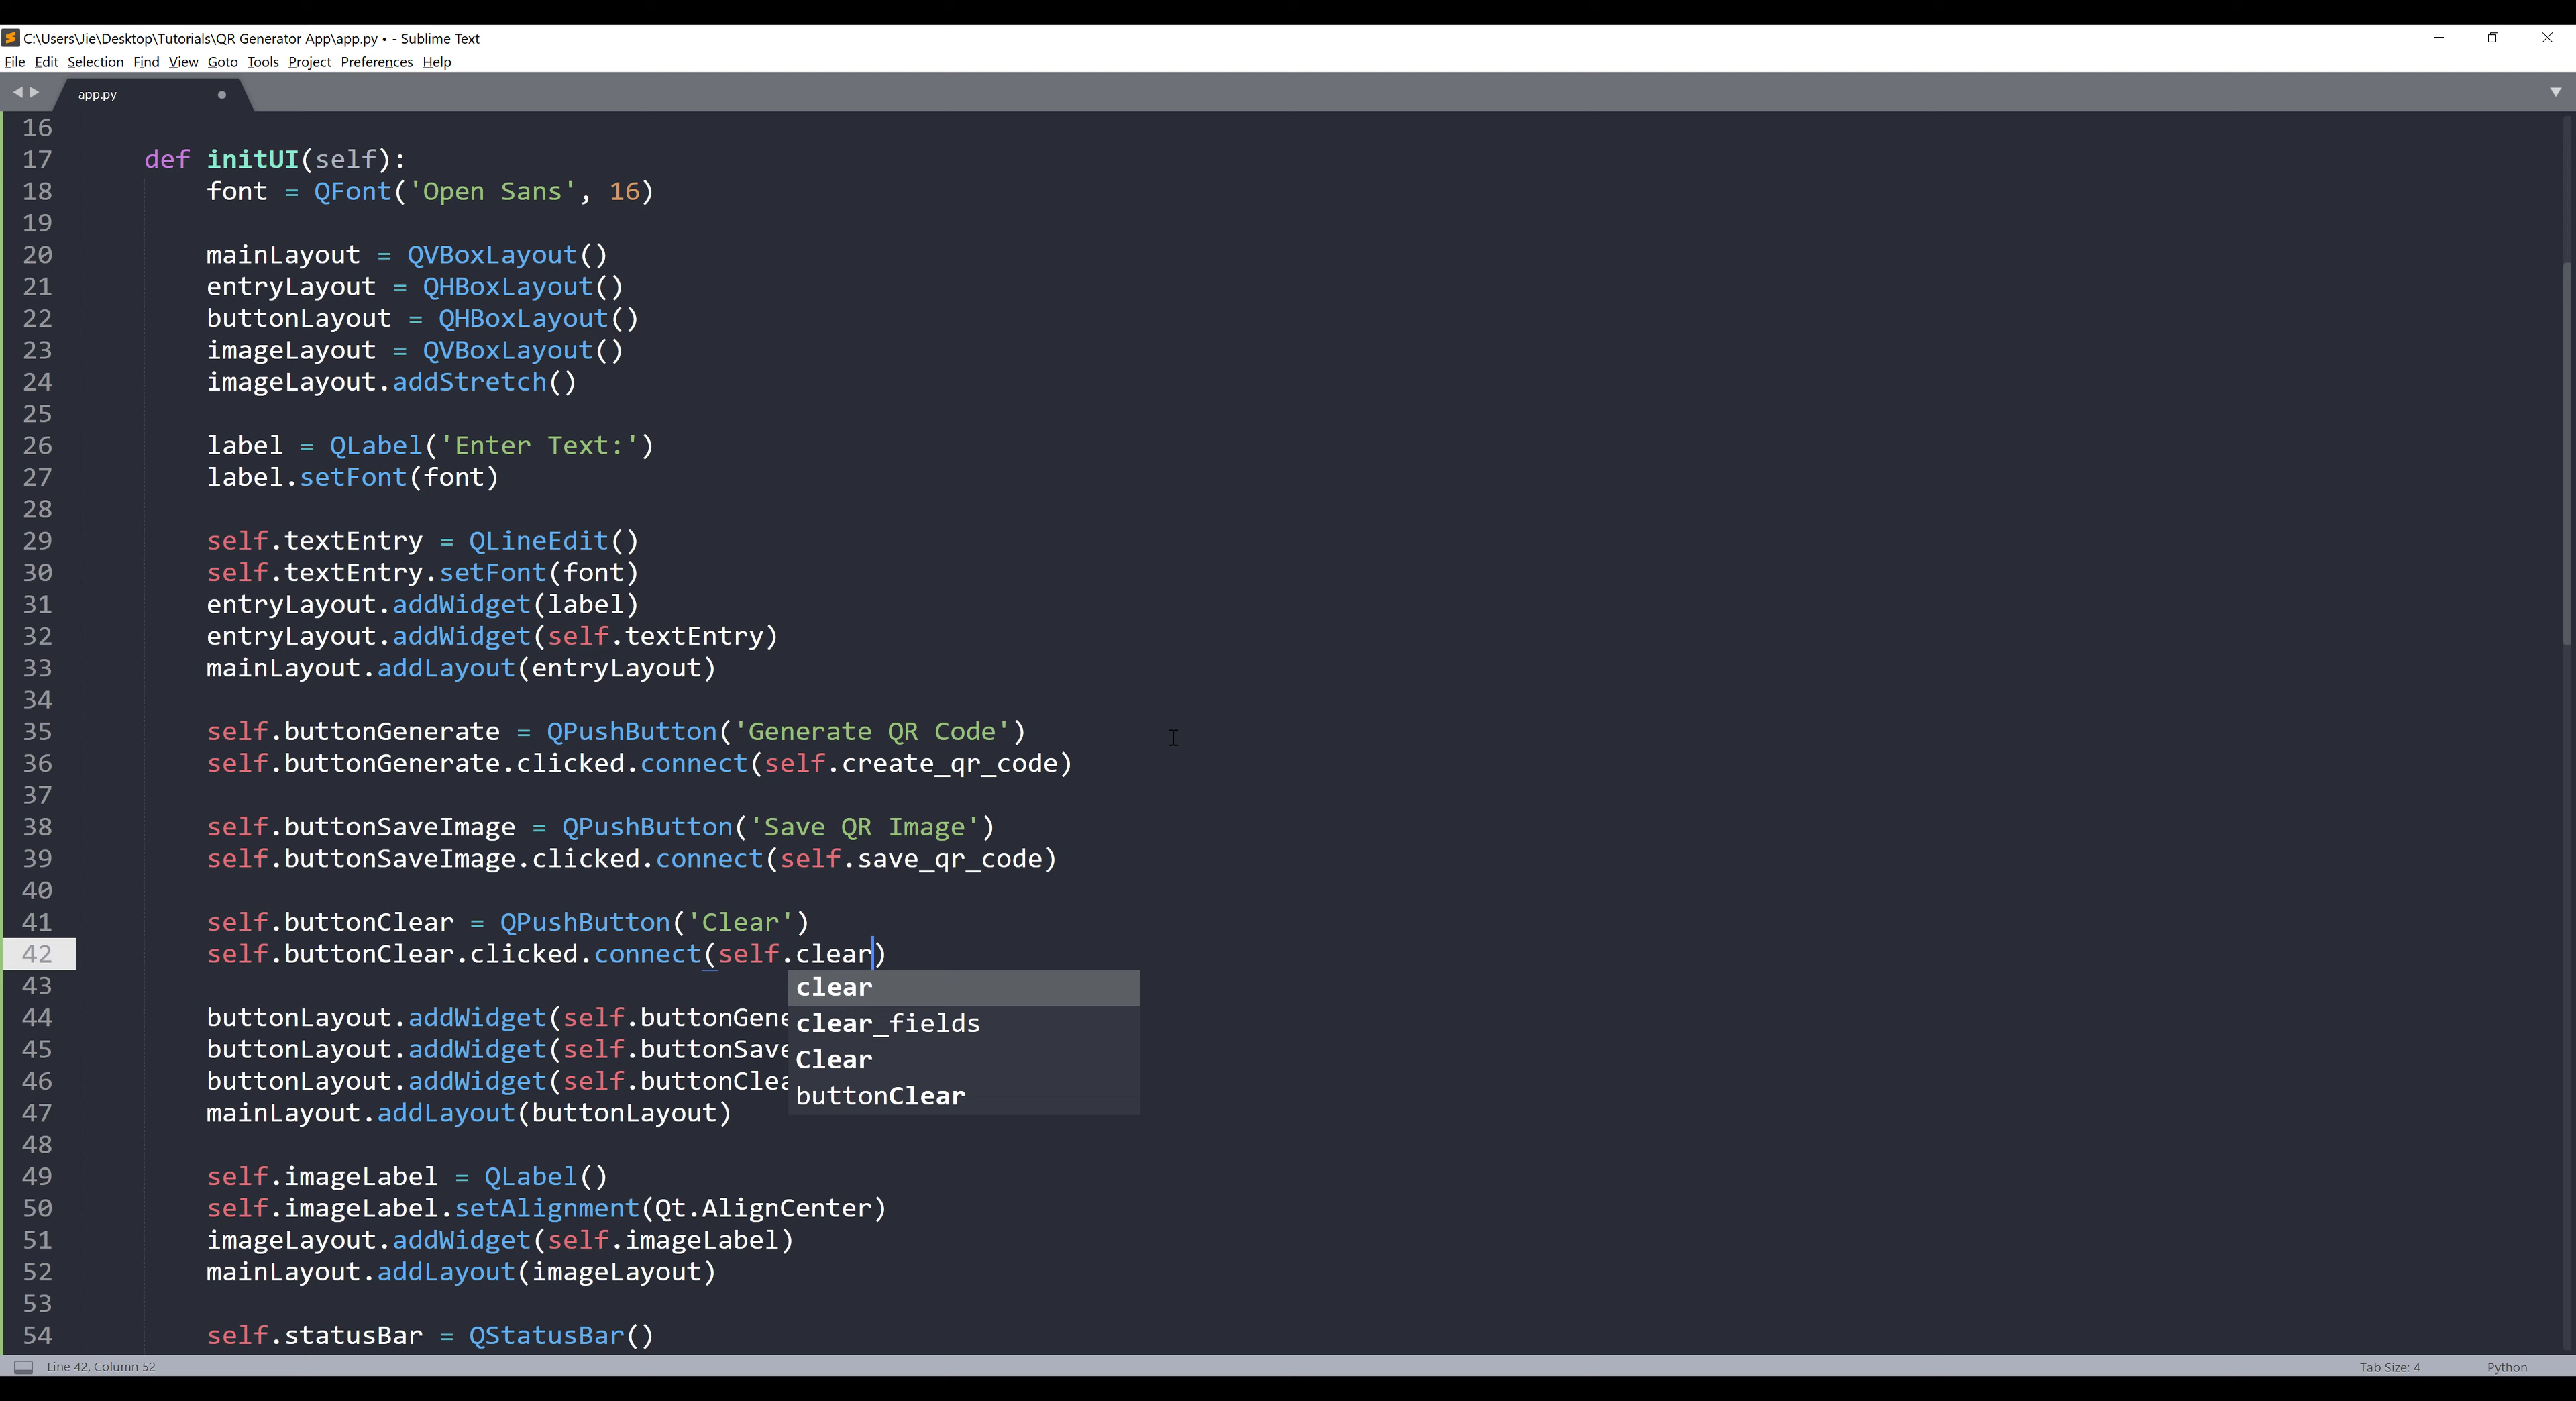 C:\Users\Jie\Desktop\Tutorials\QR Generator App\app.py • - Sublime Text
File Edit Selection Find View Goto Tools Project Preferences Help
app.py
16
17 def initUI(self):
18 font = QFont('Open Sans', 16)
19
20 mainLayout = QVBoxLayout()
21 entryLayout = QHBoxLayout()
22 buttonLayout = QHBoxLayout()
23 imageLayout = QVBoxLayout()
24 imageLayout.addStretch()
25
26 label = QLabel('Enter Text:')
27 label.setFont(font)
28
29 self.textEntry = QLineEdit()
30 self.textEntry.setFont(font)
31 entryLayout.addWidget(label)
32 entryLayout.addWidget(self.textEntry)
33 mainLayout.addLayout(entryLayout)
34
35 self.buttonGenerate = QPushButton('Generate QR Code')
36 self.buttonGenerate.clicked.connect(self.create_qr_code)
37
38 self.buttonSaveImage = QPushButton('Save QR Image')
39 self.buttonSaveImage.clicked.connect(self.save_qr_code)
40
41 self.buttonClear = QPushButton('Clear')
42 self.buttonClear.clicked.connect(self.clear)
43 clear
44 buttonLayout.addWidget(self.buttonGene clear_fields
45 buttonLayout.addWidget(self.buttonSave Clear
46 buttonLayout.addWidget(self.buttonClea buttonClear
47 mainLayout.addLayout(buttonLayout)
48
49 self.imageLabel = QLabel()
50 self.imageLabel.setAlignment(Qt.AlignCenter)
51 imageLayout.addWidget(self.imageLabel)
52 mainLayout.addLayout(imageLayout)
53
54 self.statusBar = QStatusBar()
Line 42, Column 52 Tab Size: 4 Python